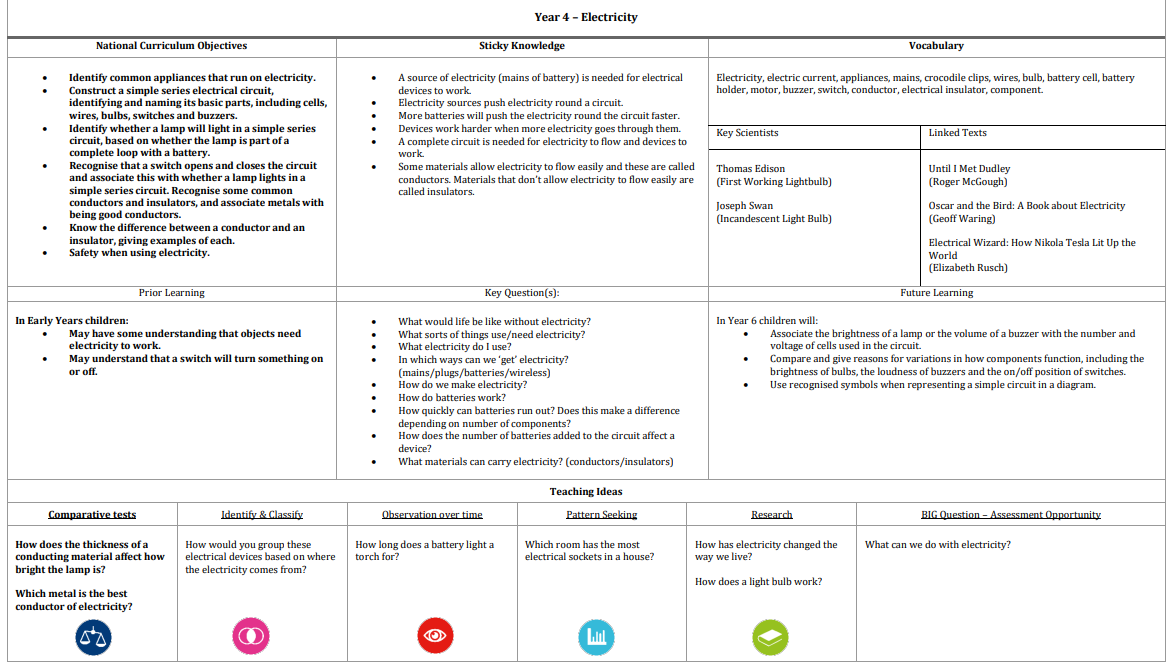 Year 4 – Electricity
National Curriculum Objectives
Sticky Knowledge
Vocabulary
Identify common appliances that run on electricity.
Construct a simple series electrical circuit,
identifying and naming its basic parts, including cells,
wires, bulbs, switches and buzzers.
Identify whether a lamp will light in a simple series
circuit, based on whether the lamp is part of a
complete loop with a battery.
Recognise that a switch opens and closes the circuit
and associate this with whether a lamp lights in a
simple series circuit. Recognise some common
conductors and insulators, and associate metals with
being good conductors.
Know the difference between a conductor and an
insulator, giving examples of each.
Safety when using electricity.
A source of electricity (mains of battery) is needed for electrical
devices to work.
Electricity sources push electricity round a circuit.
More batteries will push the electricity round the circuit faster.
Devices work harder when more electricity goes through them.
A complete circuit is needed for electricity to flow and devices to
work.
Some materials allow electricity to flow easily and these are called
conductors. Materials that don't allow electricity to flow easily are
called insulators.
Electricity, electric current, appliances, mains, crocodile clips, wires, bulb, battery cell, battery
holder, motor, buzzer, switch, conductor, electrical insulator, component.
Key Scientists
Linked Texts
Thomas Edison
(First Working Lightbulb)
Joseph Swan
(Incandescent Light Bulb)
Until I Met Dudley
(Roger McGough)
Oscar and the Bird: A Book about Electricity
(Geoff Waring)
Electrical Wizard: How Nikola Tesla Lit Up the
World
(Elizabeth Rusch)
Prior Learning
Key Question(s):
Future Learning
In Early Years children:
May have some understanding that objects need
electricity to work.
May understand that a switch will turn something on
or off.
What would life be like without electricity?
What sorts of things use/need electricity?
What electricity do I use?
In which ways can we 'get' electricity?
(mains/plugs/batteries/wireless)
How do we make electricity?
How do batteries work?
How quickly can batteries run out? Does this make a difference
depending on number of components?
How does the number of batteries added to the circuit affect a
device?
What materials can carry electricity? (conductors/insulators)
In Year 6 children will:
Associate the brightness of a lamp or the volume of a buzzer with the number and
voltage of cells used in the circuit.
Compare and give reasons for variations in how components function, including the
brightness of bulbs, the loudness of buzzers and the on/off position of switches.
Use recognised symbols when representing a simple circuit in a diagram.
Teaching Ideas
Comparative tests
Identify & Classify
Observation over time
Pattern Seeking
Research
BIG Question – Assessment Opportunity
How does the thickness of a
conducting material affect how
bright the lamp is?
Which metal is the best
conductor of electricity?
How would you group these
electrical devices based on where
the electricity comes from?
How long does a battery light a
torch for?
Which room has the most
electrical sockets in a house?
How has electricity changed the
way we live?
How does a light bulb work?
What can we do with electricity?